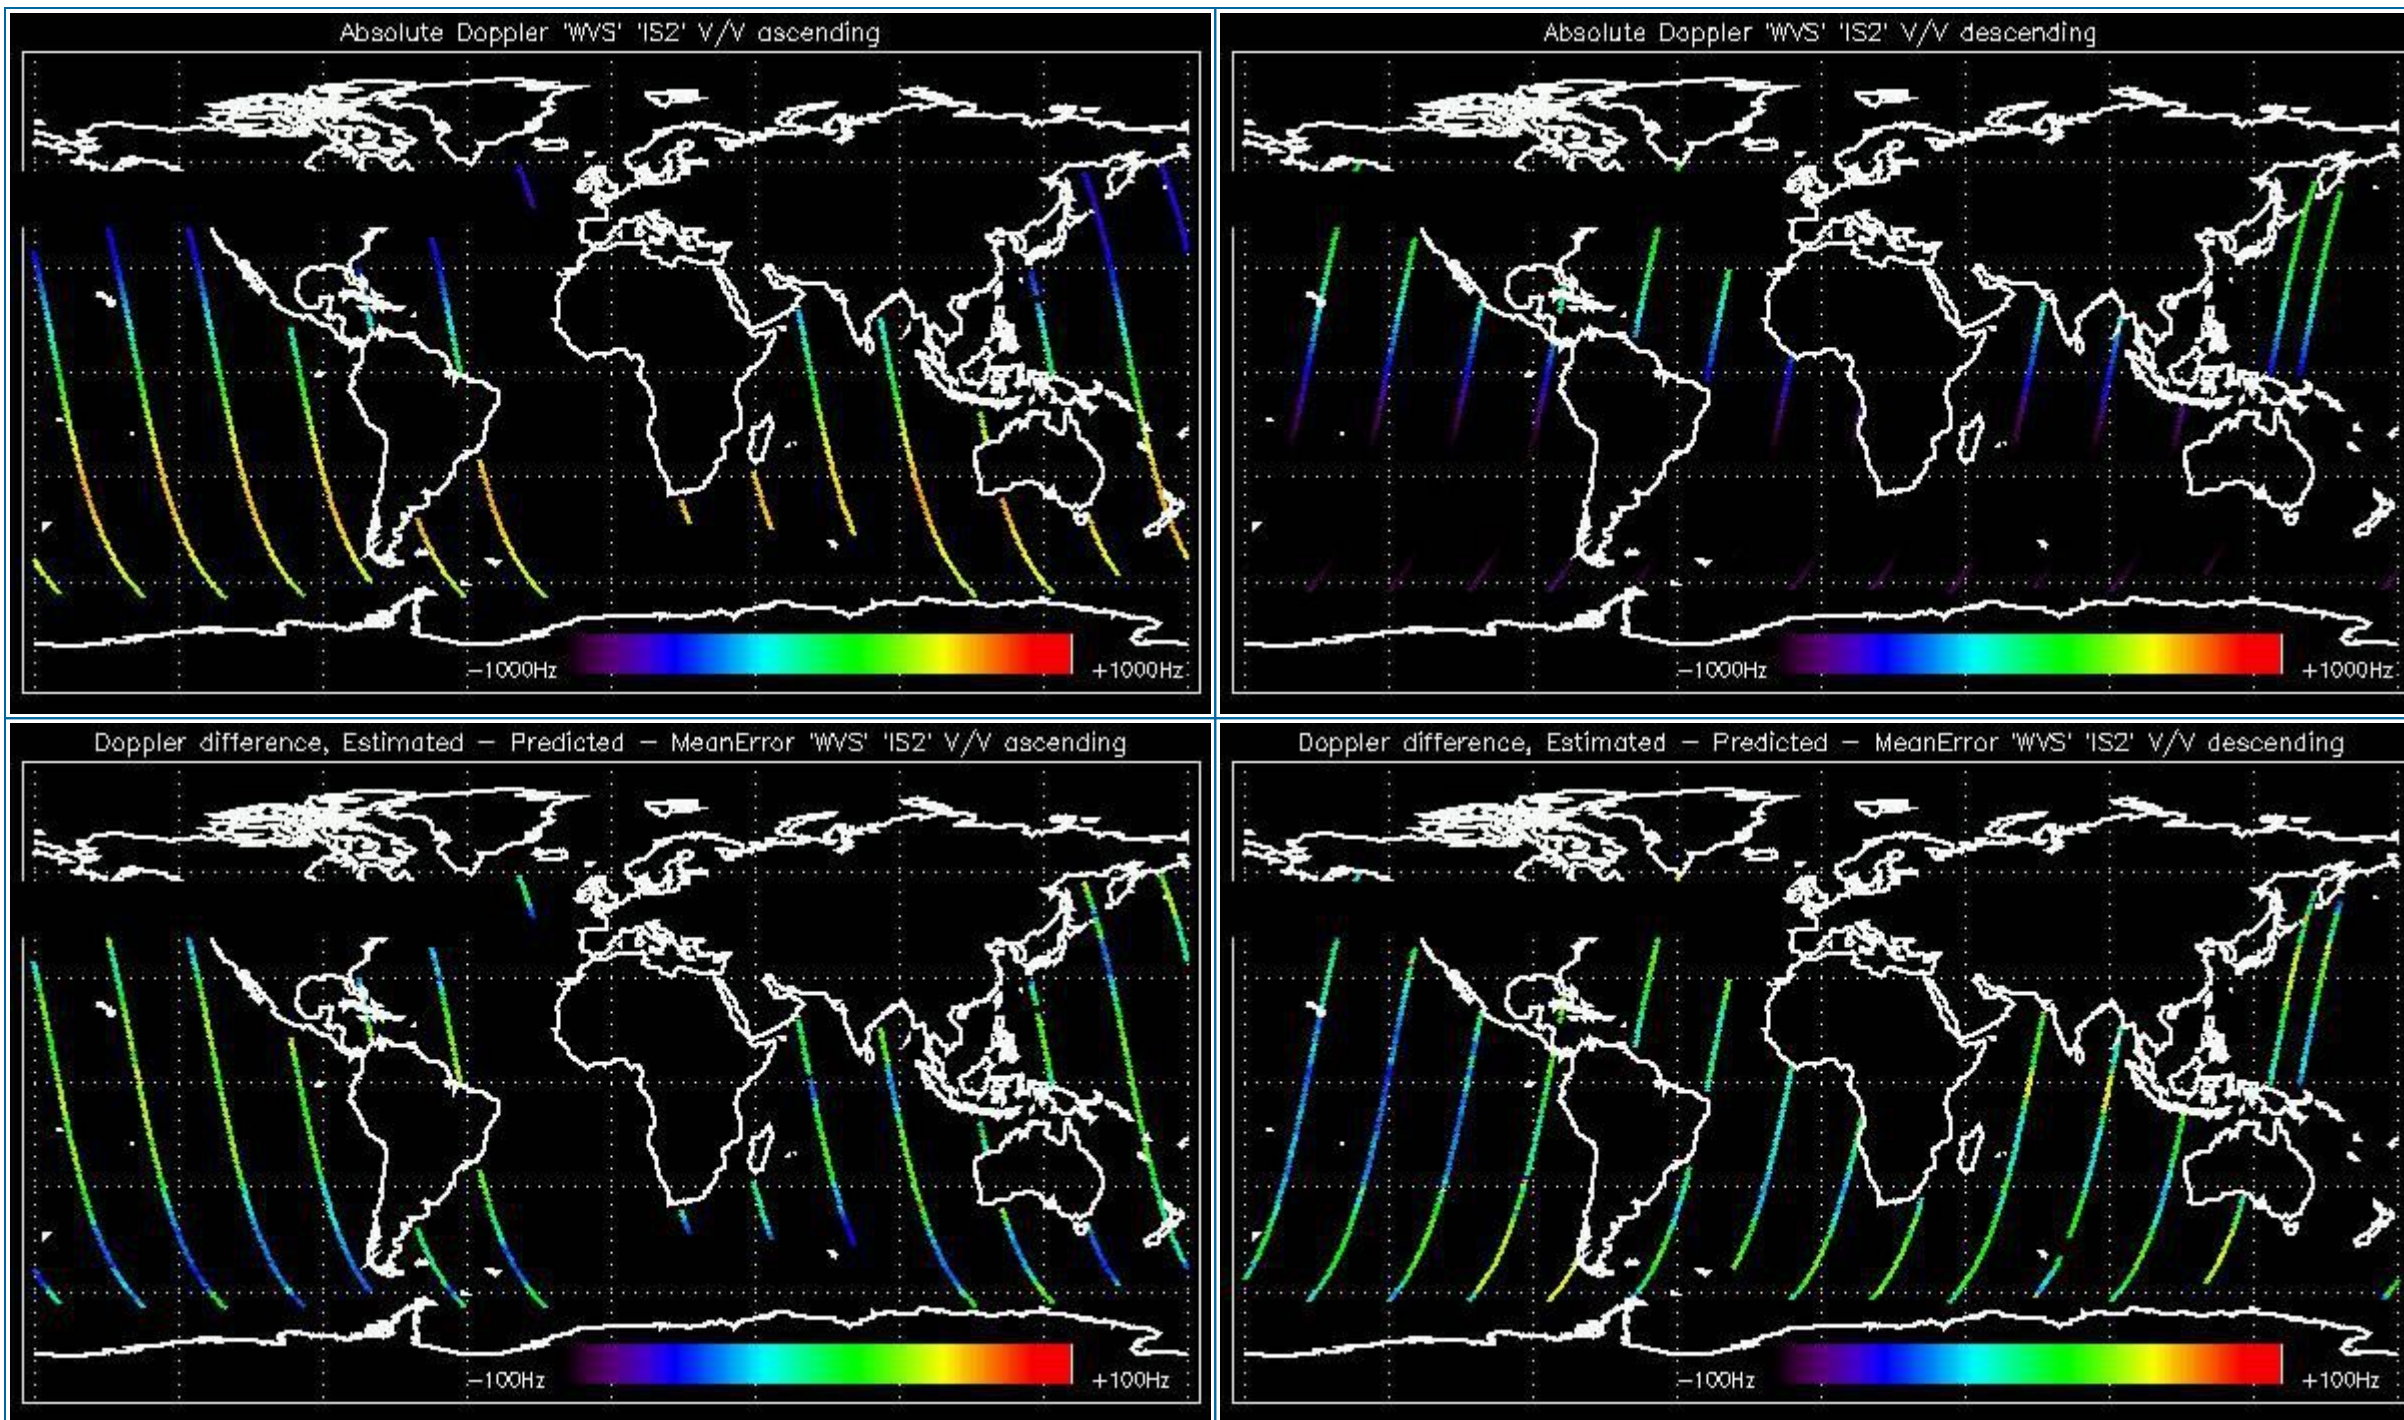 Absolute Doppler 'WVS' 'IS2' V/V ascending
-1000Hz
+1000Hz
Absolute Doppler 'WVS' 'IS2' V/V descending
-1000Hz
+1000Hz
Doppler difference, Estimated - Predicted - MeanError 'WVS' 'IS2' V/V ascending
-100Hz
+100Hz
Doppler difference, Estimated - Predicted - MeanError 'WVS' 'IS2' V/V descending
-100Hz
+100Hz